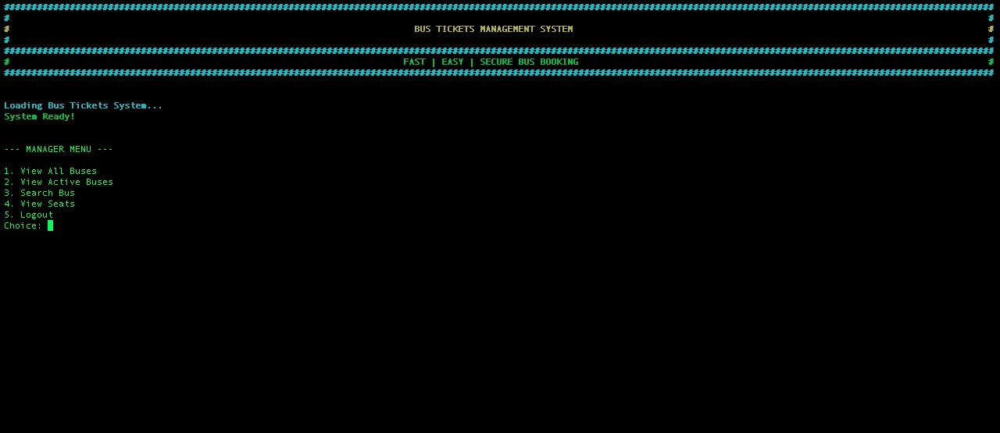 #####################################################################################################################################################################################
# #
# BUS TICKETS MANAGEMENT SYSTEM #
# #
#####################################################################################################################################################################################
# FAST | EASY | SECURE BUS BOOKING #
#####################################################################################################################################################################################
Loading Bus Tickets System...
System Ready!
--- MANAGER MENU ---
1. View All Buses
2. View Active Buses
3. Search Bus
4. View Seats
5. Logout
Choice: